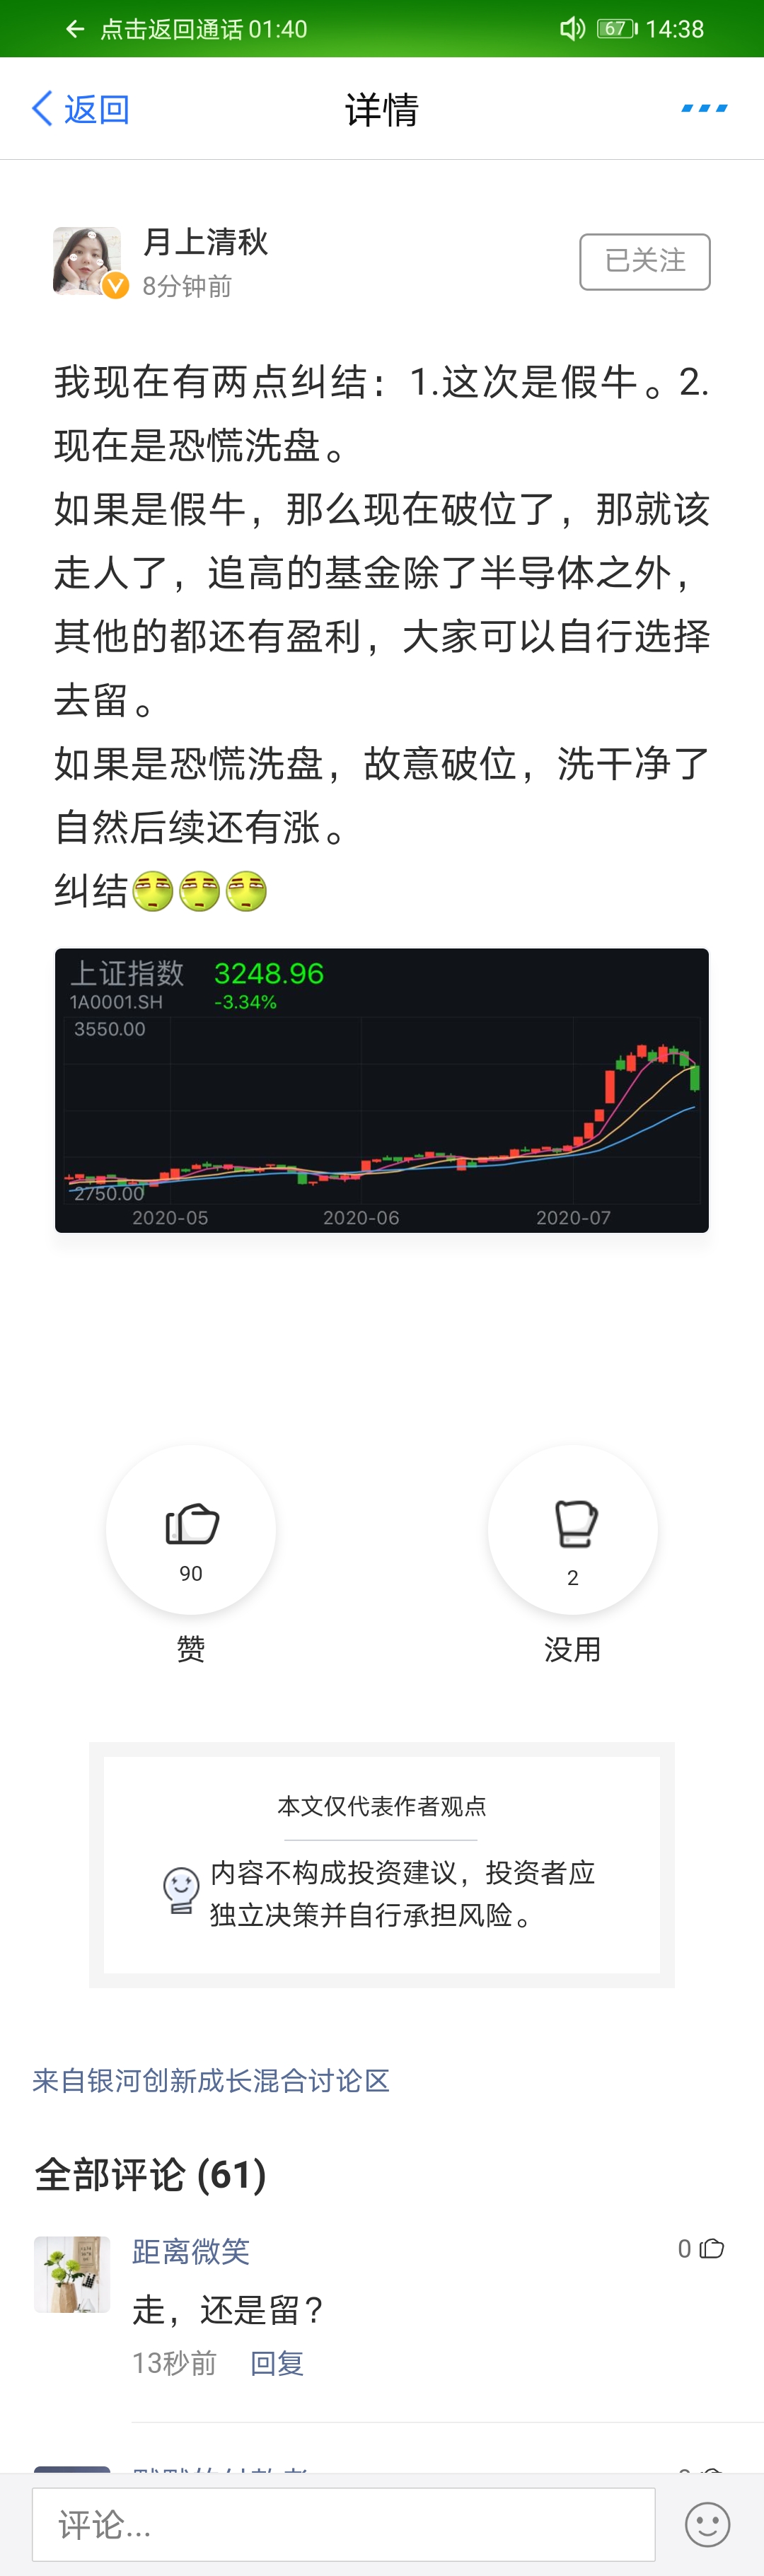 点击返回通话 01:40
67 14:38
返回
详情
月上清秋
8分钟前
已关注
我现在有两点纠结：1.这次是假牛。2.
现在是恐慌洗盘。
如果是假牛，那么现在破位了，那就该
走人了，追高的基金除了半导体之外，
其他的都还有盈利，大家可以自行选择
去留。
如果是恐慌洗盘，故意破位，洗干净了
自然后续还有涨。
纠结
上证指数 3248.96
1A0001.SH -3.34%
3550.00
2750.00
2020-05 2020-06 2020-07
90
2
赞
没用
本文仅代表作者观点
内容不构成投资建议，投资者应
独立决策并自行承担风险。
来自银河创新成长混合讨论区
全部评论 (61)
距离微笑
0
走，还是留？
13秒前 回复
评论...